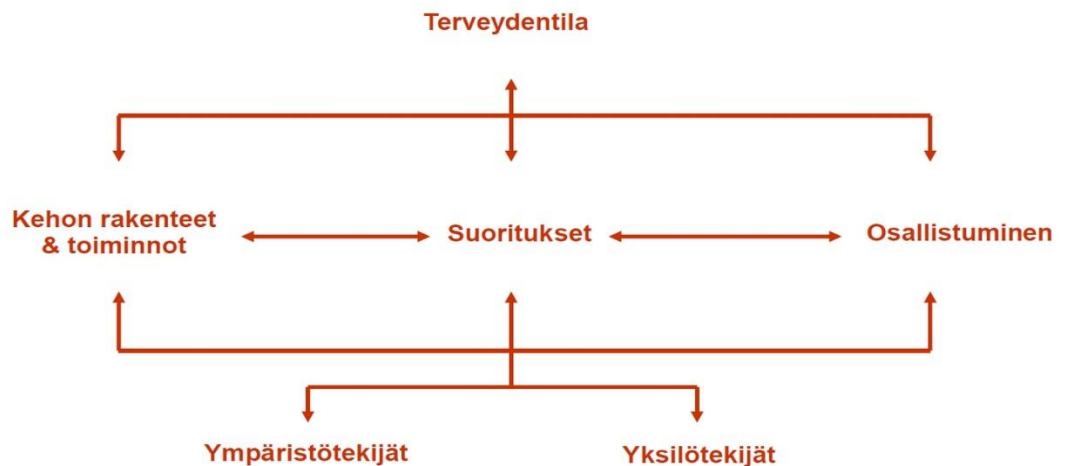 Terveydentila
Kehon rakenteet
& toiminnot
Suoritukset
Osallistuminen
Ympäristötekijät
Yksilötekijät